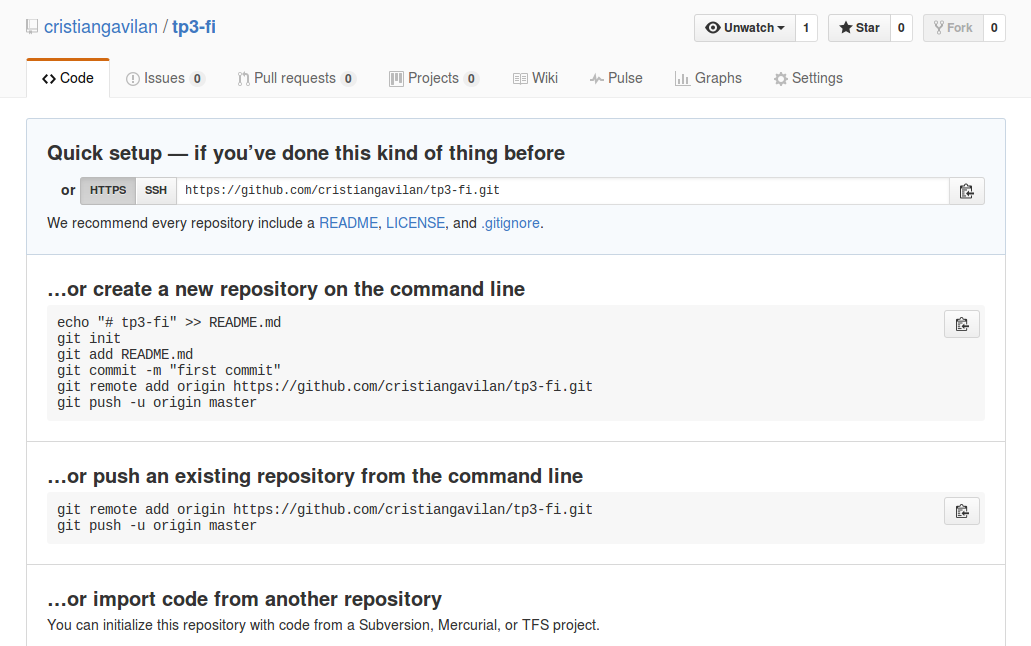 cristiangavilan / tp3-fi
Unwatch 1 Star 0 Fork 0
Code Issues 0 Pull requests 0 Projects 0 Wiki Pulse Graphs Settings
Quick setup — if you’ve done this kind of thing before
or HTTPS SSH https://github.com/cristiangavilan/tp3-fi.git
We recommend every repository include a README, LICENSE, and .gitignore.
…or create a new repository on the command line
echo "# tp3-fi" >> README.md
git init
git add README.md
git commit -m "first commit"
git remote add origin https://github.com/cristiangavilan/tp3-fi.git
git push -u origin master
…or push an existing repository from the command line
git remote add origin https://github.com/cristiangavilan/tp3-fi.git
git push -u origin master
…or import code from another repository
You can initialize this repository with code from a Subversion, Mercurial, or TFS project.